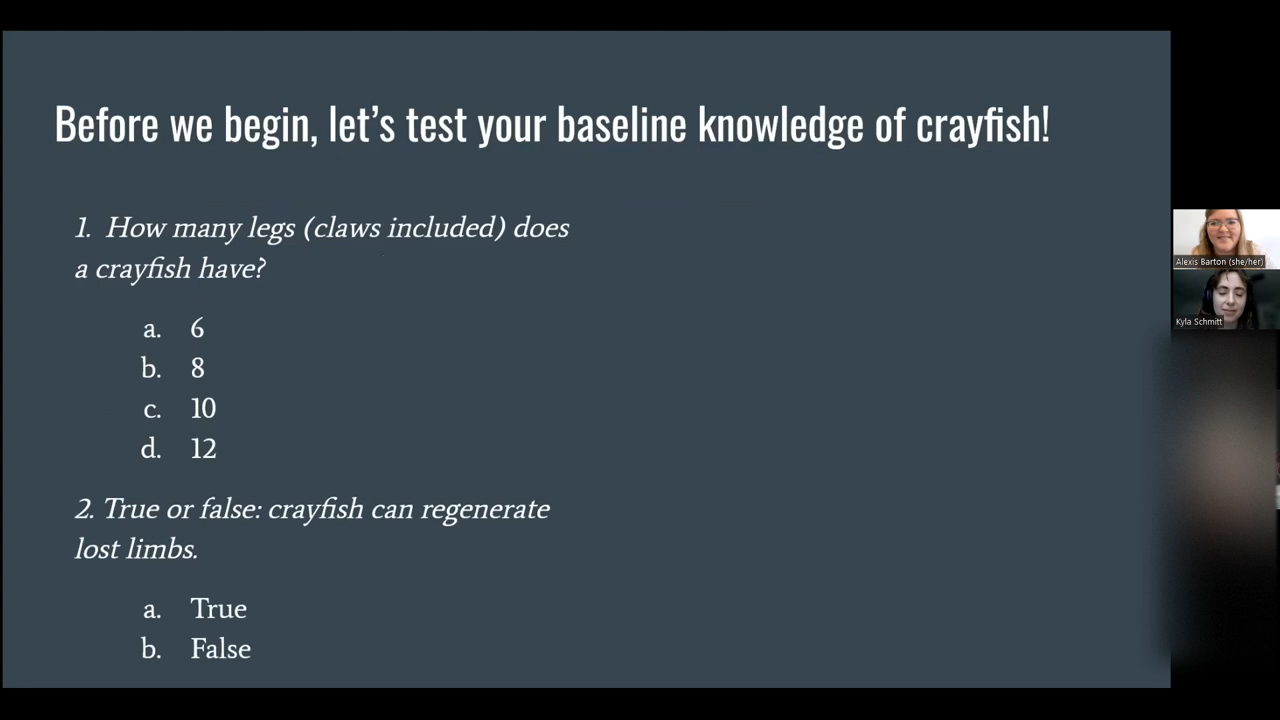 Before we begin, let’s test your baseline knowledge of crayfish!
1. How many legs (claws included) does
a crayfish have?
a. 6
b. 8
c. 10
d. 12
2. True or false: crayfish can regenerate
lost limbs.
a. True
b. False
Alexis Barton (she/her)
Kyla Schmitt